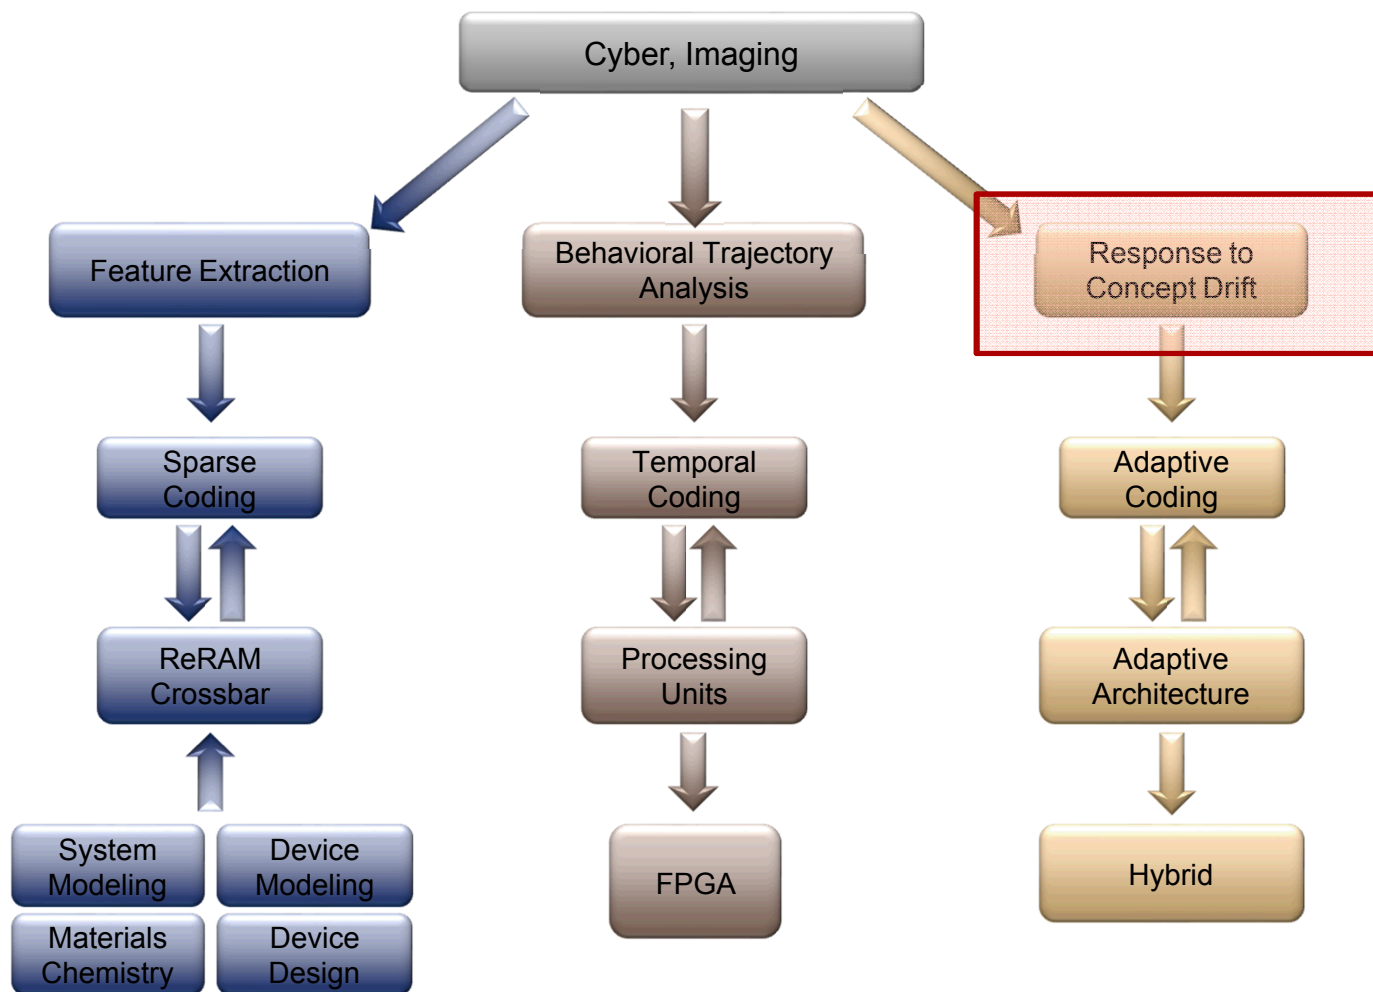 Cyber, Imaging
Feature Extraction
Behavioral Trajectory
Analysis
Response to
Concept Drift
Sparse
Coding
Temporal
Coding
Adaptive
Coding
ReRAM
Crossbar
Processing
Units
Adaptive
Architecture
System
Modeling
Device
Modeling
FPGA
Hybrid
Materials
Chemistry
Device
Design